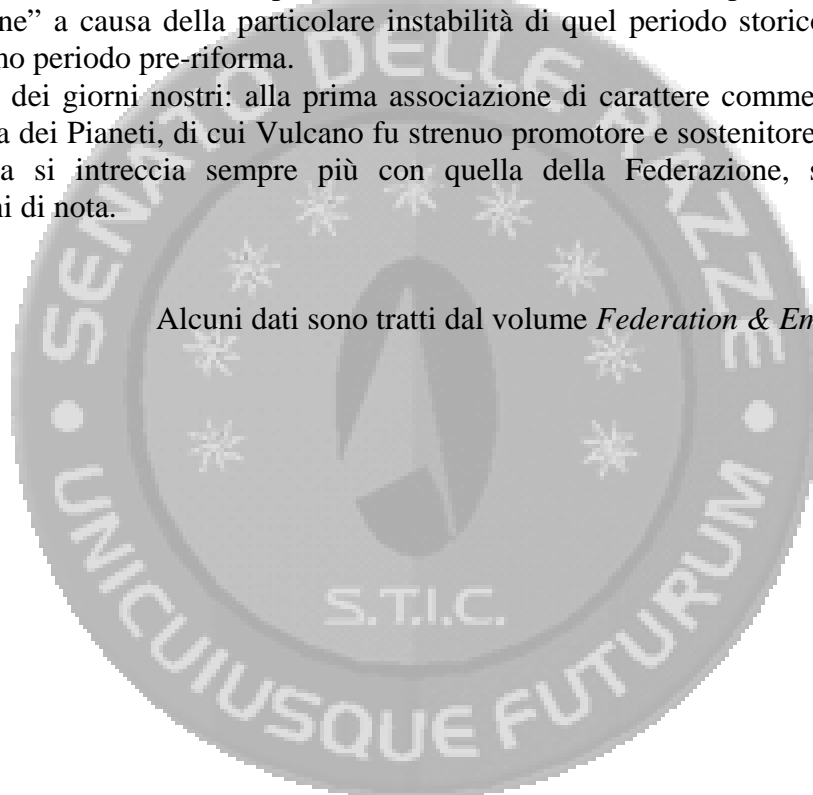 ne” a causa della particolare instabilità di quel periodo storico
no periodo pre-riforma.
dei giorni nostri: alla prima associazione di carattere comme
a dei Pianeti, di cui Vulcano fu strenuo promotore e sostenitore
a si intreccia sempre più con quella della Federazione, s
ni di nota.
Alcuni dati sono tratti dal volume Federation & Em
SENATO DELLE RAZZE
S.T.I.C.
UNICUIUSQUE FUTURUM